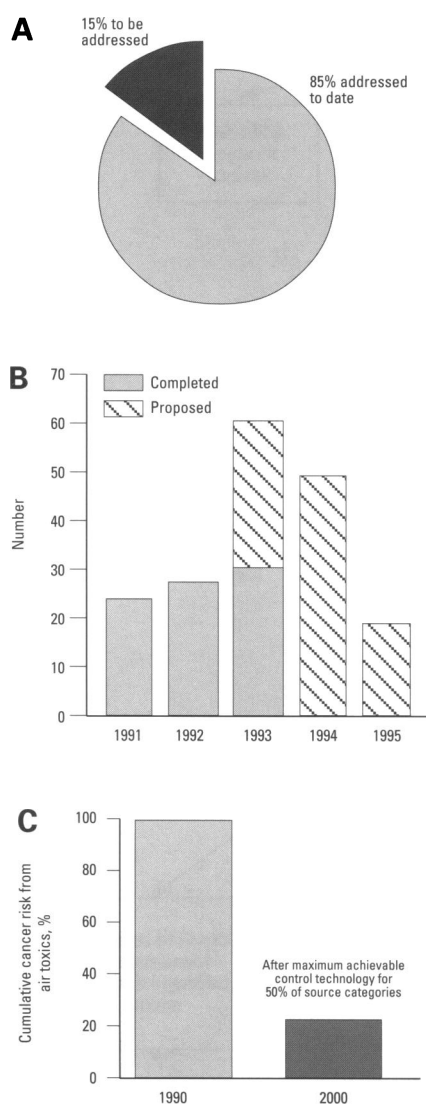 A
15% to be
addressed
85% addressed
to date
B
Number
70
60
50
40
30
20
10
0
Completed
Proposed
1991
1992
1993
1994
1995
C
Cumulative cancer risk from
air toxics, %
100
80
60
40
20
0
After maximum achievable
control technology for
50% of source categories
1990
2000